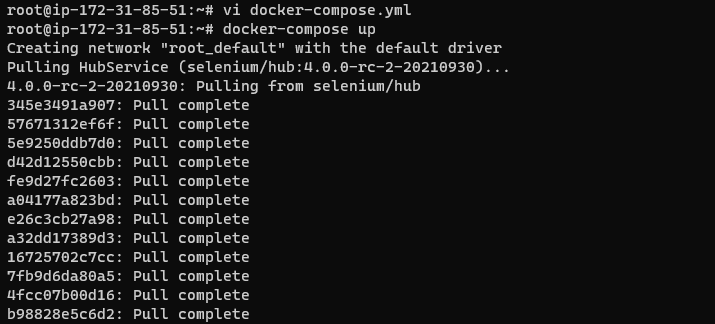 root@ip-172-31-85-51:~# vi docker-compose.yml
root@ip-172-31-85-51:~# docker-compose up
Creating network "root_default" with the default driver
Pulling HubService (selenium/hub:4.0.0-rc-2-20210930)...
4.0.0-rc-2-20210930: Pulling from selenium/hub
345e3491a907: Pull complete
57671312ef6f: Pull complete
5e9250ddb7d0: Pull complete
d42d12550cbb: Pull complete
fe9d27fc2603: Pull complete
a04177a823bd: Pull complete
e26c3cb27a98: Pull complete
a32dd17389d3: Pull complete
16725702c7cc: Pull complete
7fb9d6da80a5: Pull complete
4fcc07b00d16: Pull complete
b98828e5c6d2: Pull complete